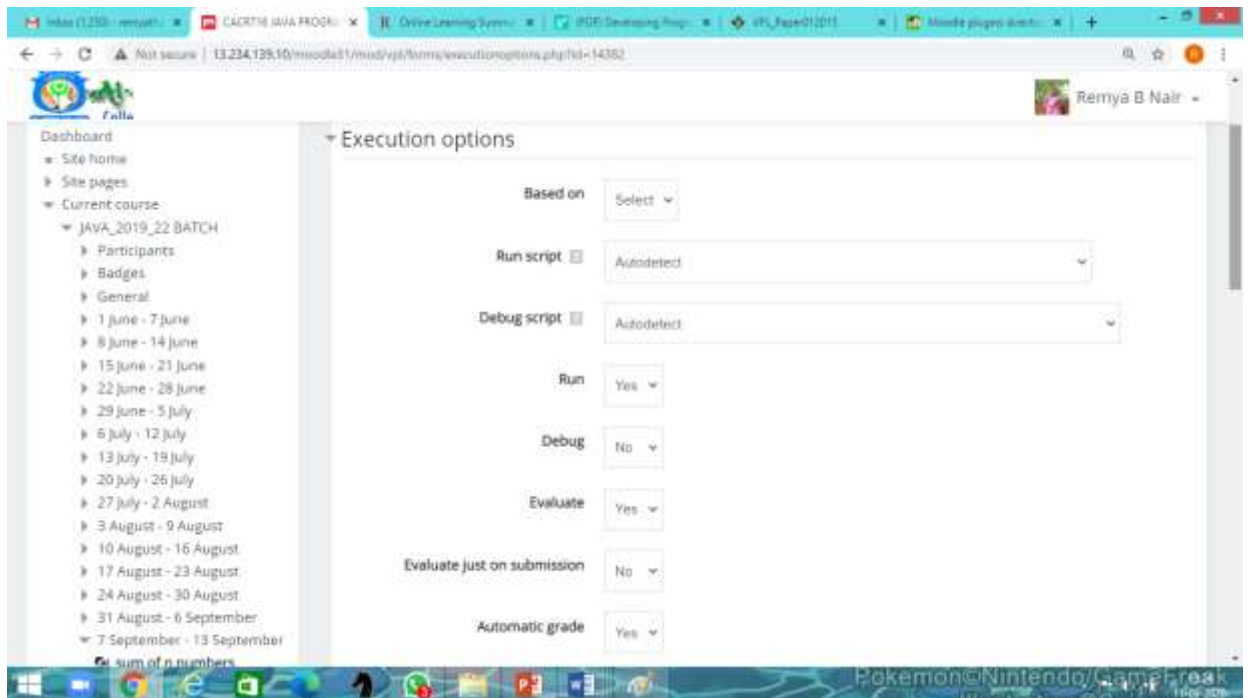 CACRT16 JAVA PROGR
Not secure | 13.234.139.10/moodle31/mod/vpl/forms/executionoptions.php?id=14382
Remya B Nair
Dashboard
Site home
Site pages
Current course
JAVA_2019_22 BATCH
Participants
Badges
General
1 June - 7 June
8 June - 14 June
15 June - 21 June
22 June - 28 June
29 June - 5 July
6 July - 12 July
13 July - 19 July
20 July - 26 July
27 July - 2 August
3 August - 9 August
10 August - 16 August
17 August - 23 August
24 August - 30 August
31 August - 6 September
7 September - 13 September
sum of n numbers
Execution options
Based on Select
Run script Autodetect
Debug script Autodetect
Run Yes
Debug No
Evaluate Yes
Evaluate just on submission No
Automatic grade Yes
Pokemon©Nintendo/GameFreak